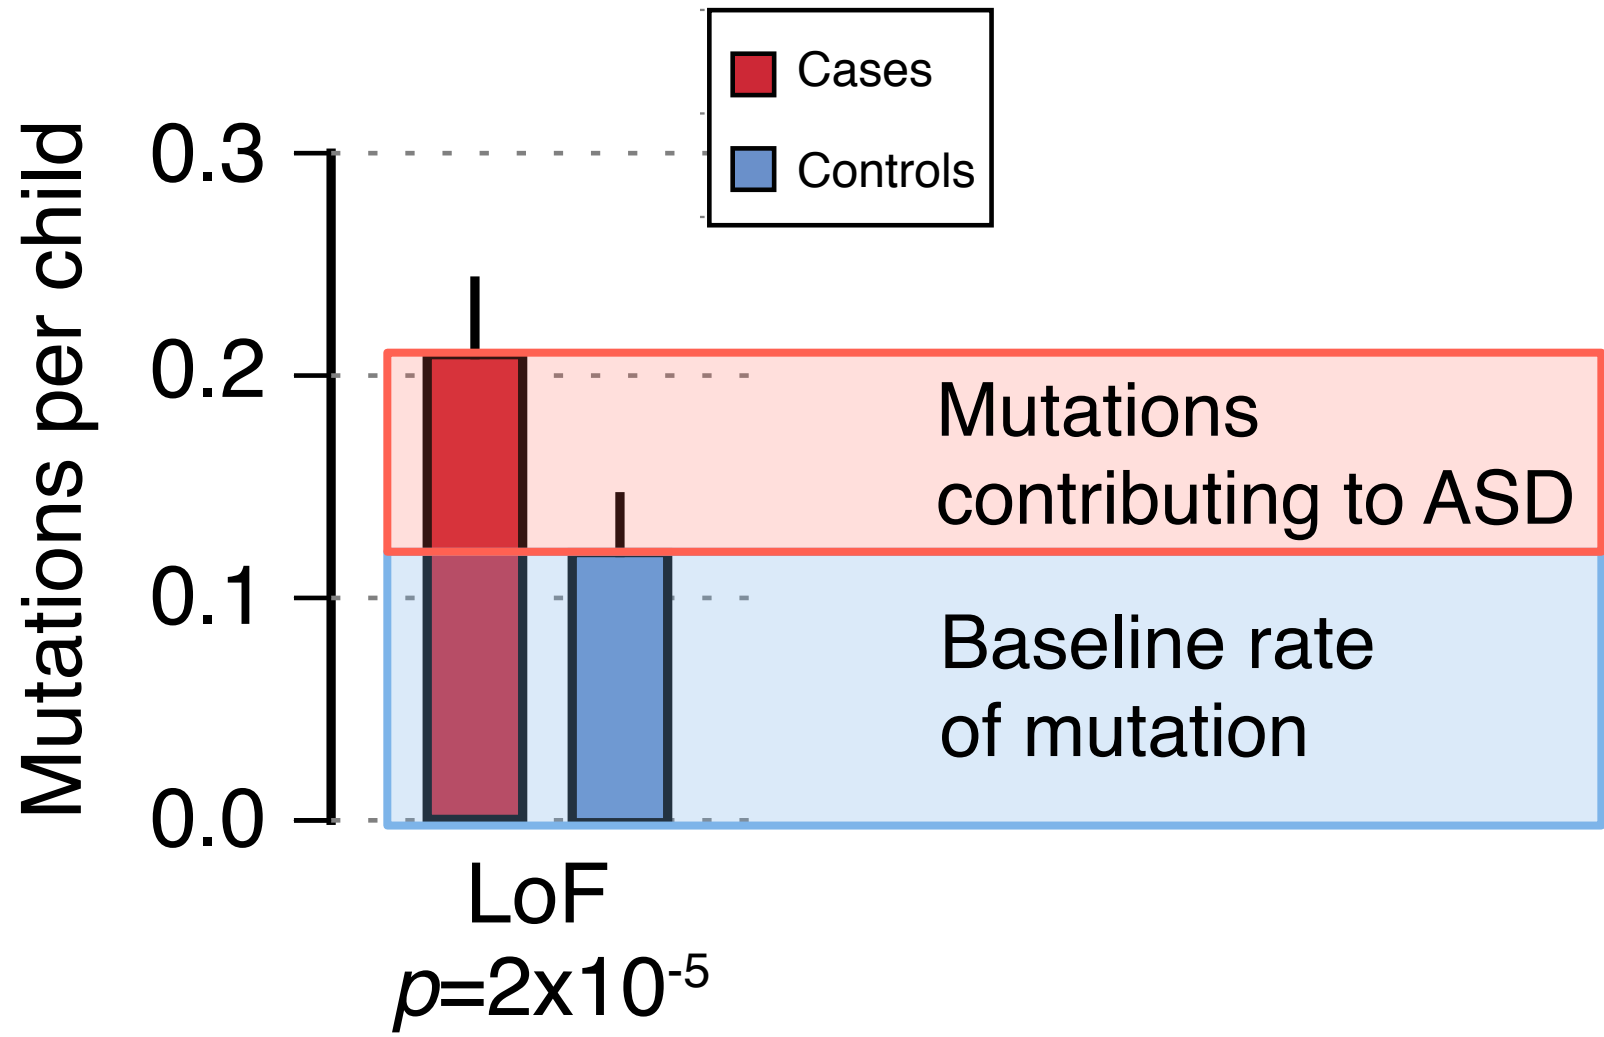 Cases
Controls
Mutations per child
0.3
0.2
0.1
0.0
Mutations
contributing to ASD
Baseline rate
of mutation
LoF
p=2x10⁻⁵